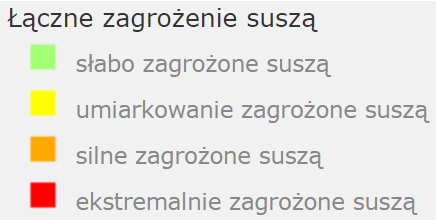 Łączne zagrożenie suszą
słabo zagrożone suszą
umiarkowanie zagrożone suszą
silne zagrożone suszą
ekstremalnie zagrożone suszą